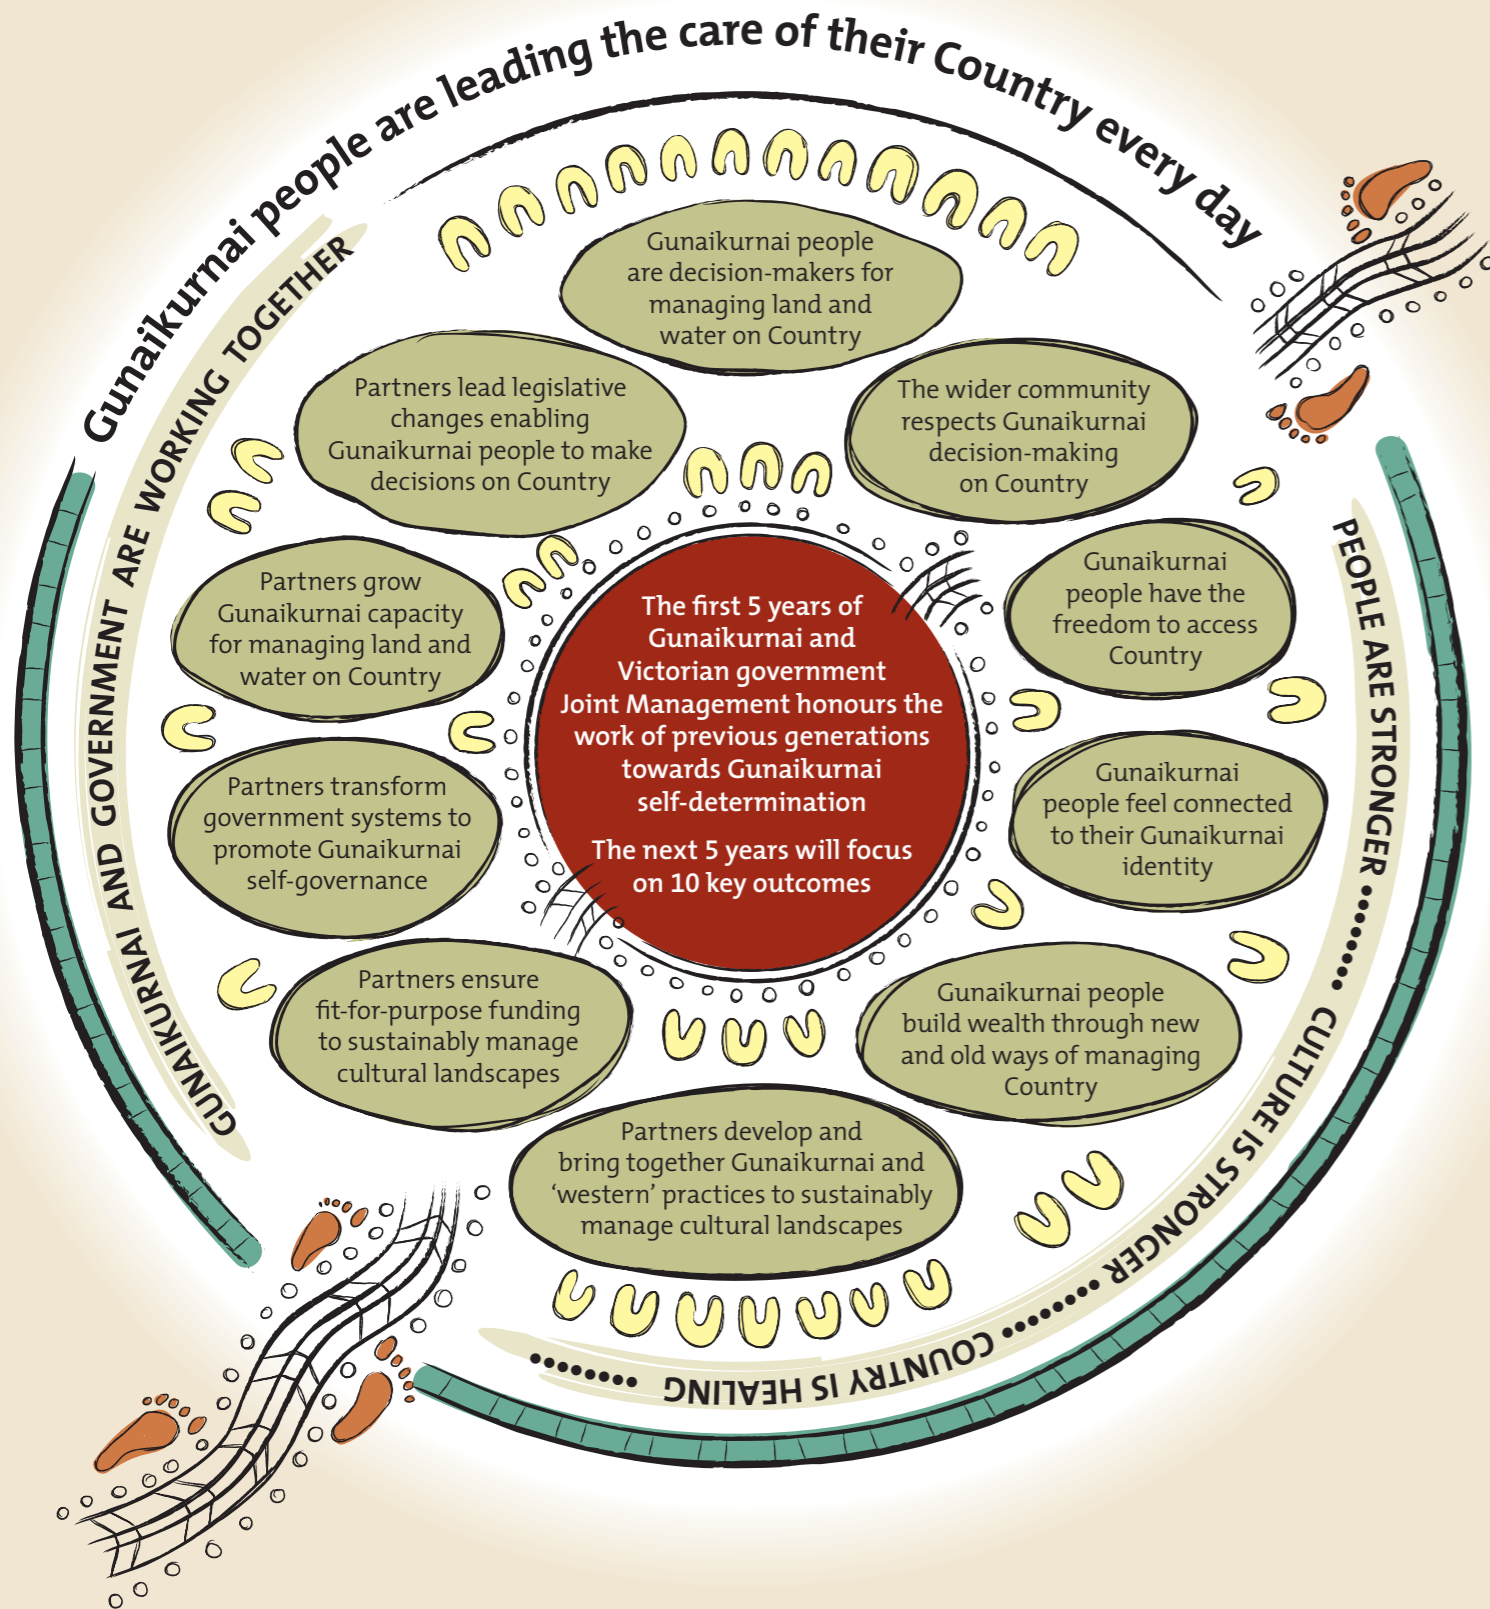 Gunaikurnai people are leading the care of their Country every day
GUNAIKURNAI AND GOVERNMENT ARE WORKING TOGETHER
Gunaikurnai people
are decision-makers for
managing land and
water on Country
Partners lead legislative
changes enabling
Gunaikurnai people to make
decisions on Country
The wider community
respects Gunaikurnai
decision-making
on Country
Partners grow
Gunaikurnai capacity
for managing land and
water on Country
Gunaikurnai
people have the
freedom to access
Country
The first 5 years of
Gunaikurnai and
Victorian government
Joint Management honours the
work of previous generations
towards Gunaikurnai
self-determination
The next 5 years will focus
on 10 key outcomes
Partners transform
government systems to
promote Gunaikurnai
self-governance
Gunaikurnai
people feel connected
to their Gunaikurnai
identity
Partners ensure
fit-for-purpose funding
to sustainably manage
cultural landscapes
Gunaikurnai people
build wealth through new
and old ways of managing
Country
Partners develop and
bring together Gunaikurnai and
‘western’ practices to sustainably
manage cultural landscapes
PEOPLE ARE STRONGER •••••••• CULTURE IS STRONGER •••••••• COUNTRY IS HEALING ••••••••